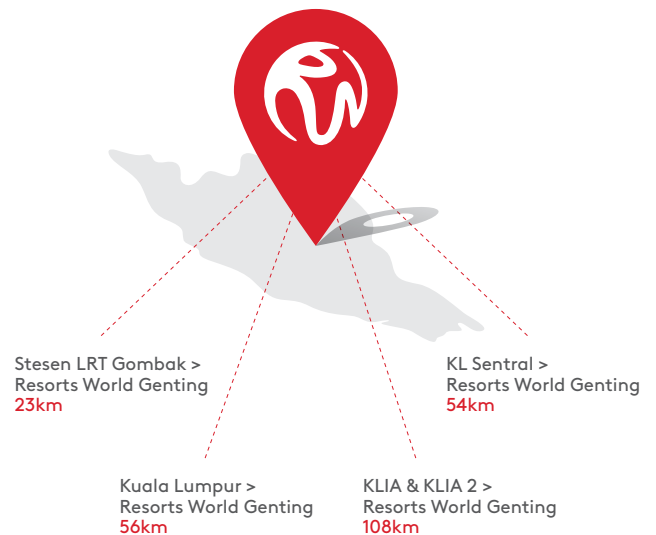 Stesen LRT Gombak >
Resorts World Genting
23km
KL Sentral >
Resorts World Genting
54km
Kuala Lumpur >
Resorts World Genting
56km
KLIA & KLIA 2 >
Resorts World Genting
108km